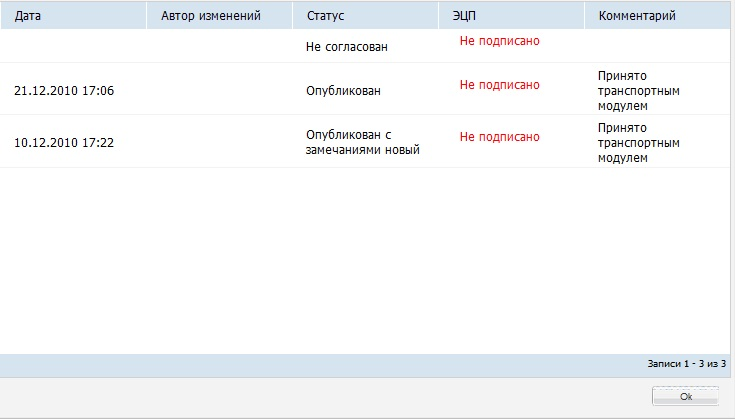 Дата Автор изменений Статус ЭЦП Комментарий
Не согласован Не подписано
21.12.2010 17:06 Опубликован Не подписано Принято
транспортным
модулем
10.12.2010 17:22 Опубликован с Не подписано Принято
замечаниями новый транспортным
модулем
Записи 1 - 3 из 3
Ok